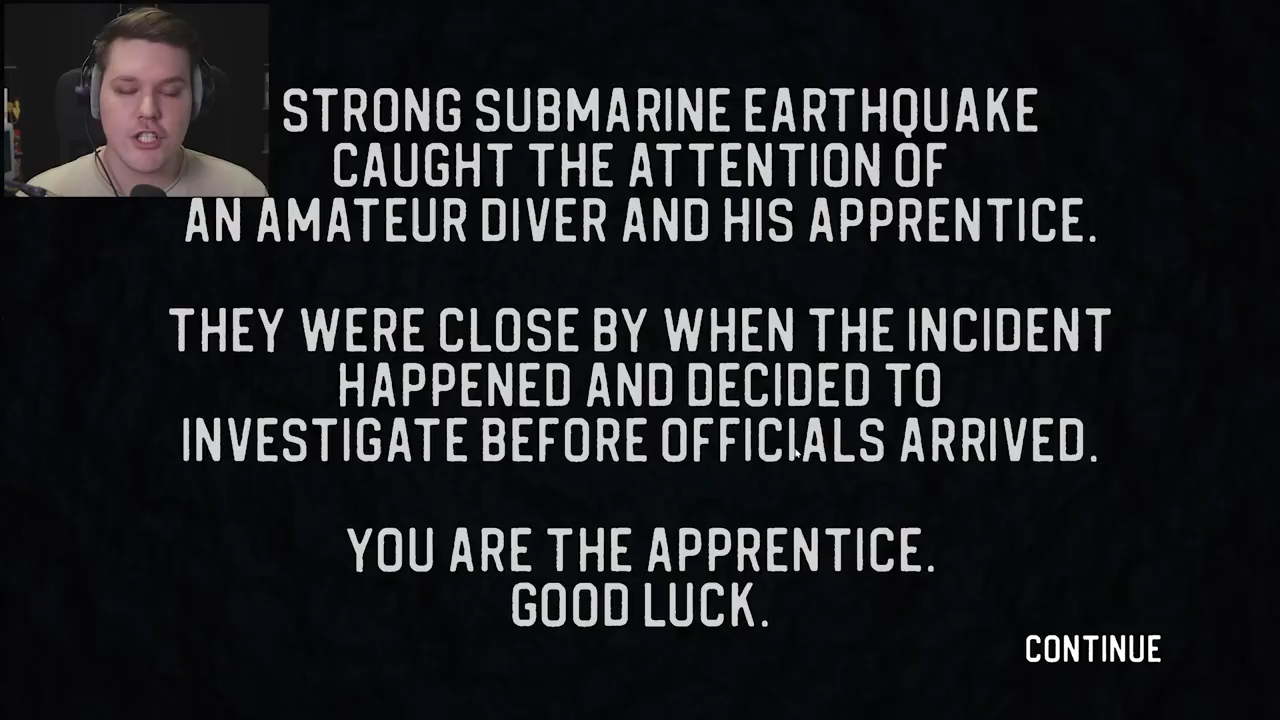 STRONG SUBMARINE EARTHQUAKE
CAUGHT THE ATTENTION OF
AN AMATEUR DIVER AND HIS APPRENTICE.
THEY WERE CLOSE BY WHEN THE INCIDENT
HAPPENED AND DECIDED TO
INVESTIGATE BEFORE OFFICIALS ARRIVED.
YOU ARE THE APPRENTICE.
GOOD LUCK.
CONTINUE